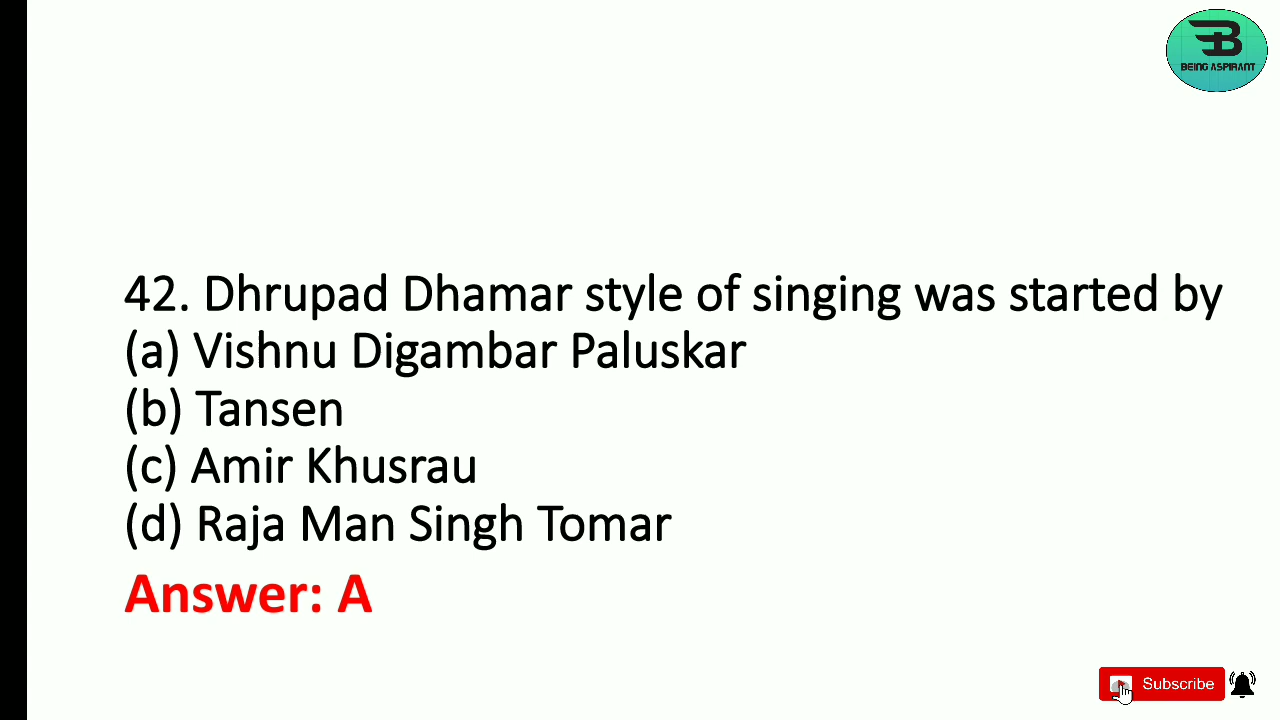 BEING ASPIRANT
42. Dhrupad Dhamar style of singing was started by
(a) Vishnu Digambar Paluskar
(b) Tansen
(c) Amir Khusrau
(d) Raja Man Singh Tomar
Answer: A
Subscribe